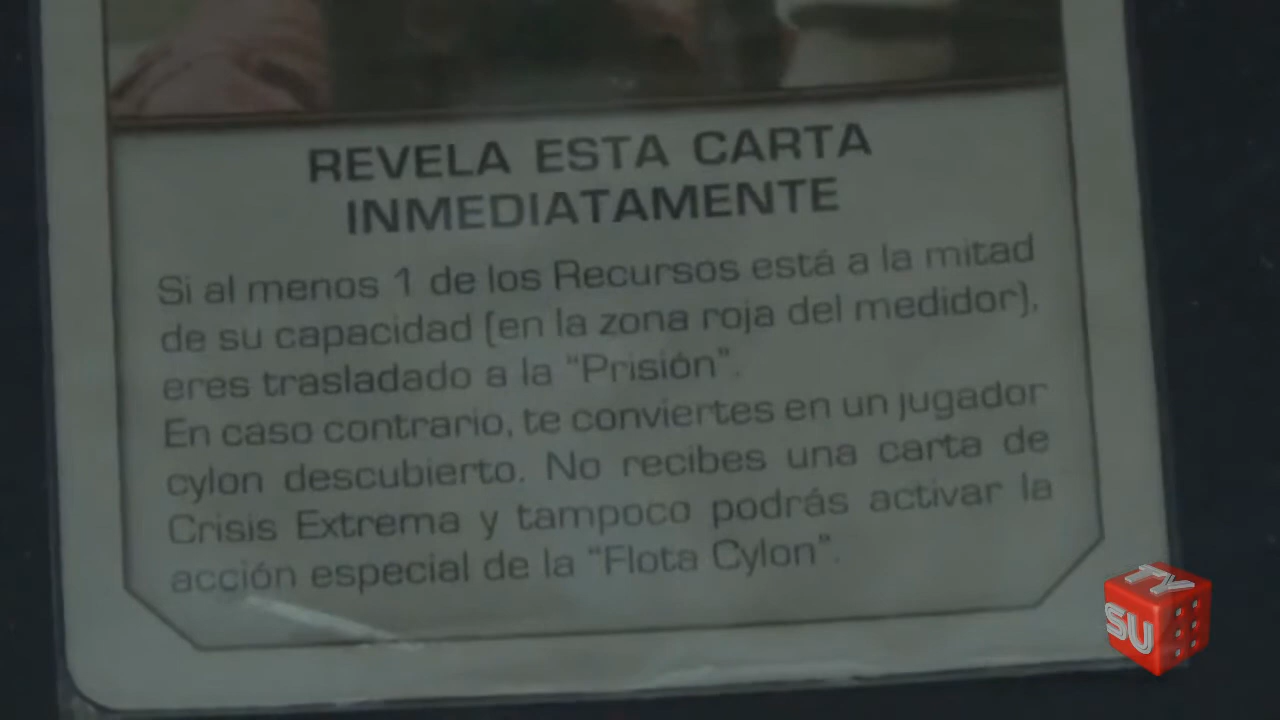 REVELA ESTA CARTA
INMEDIATAMENTE
Si al menos 1 de los Recursos está a la mitad
de su capacidad (en la zona roja del medidor),
eres trasladado a la "Prisión".
En caso contrario, te conviertes en un jugador
cylon descubierto. No recibes una carta de
Crisis Extrema y tampoco podrás activar la
acción especial de la "Flota Cylon".
TY
SU